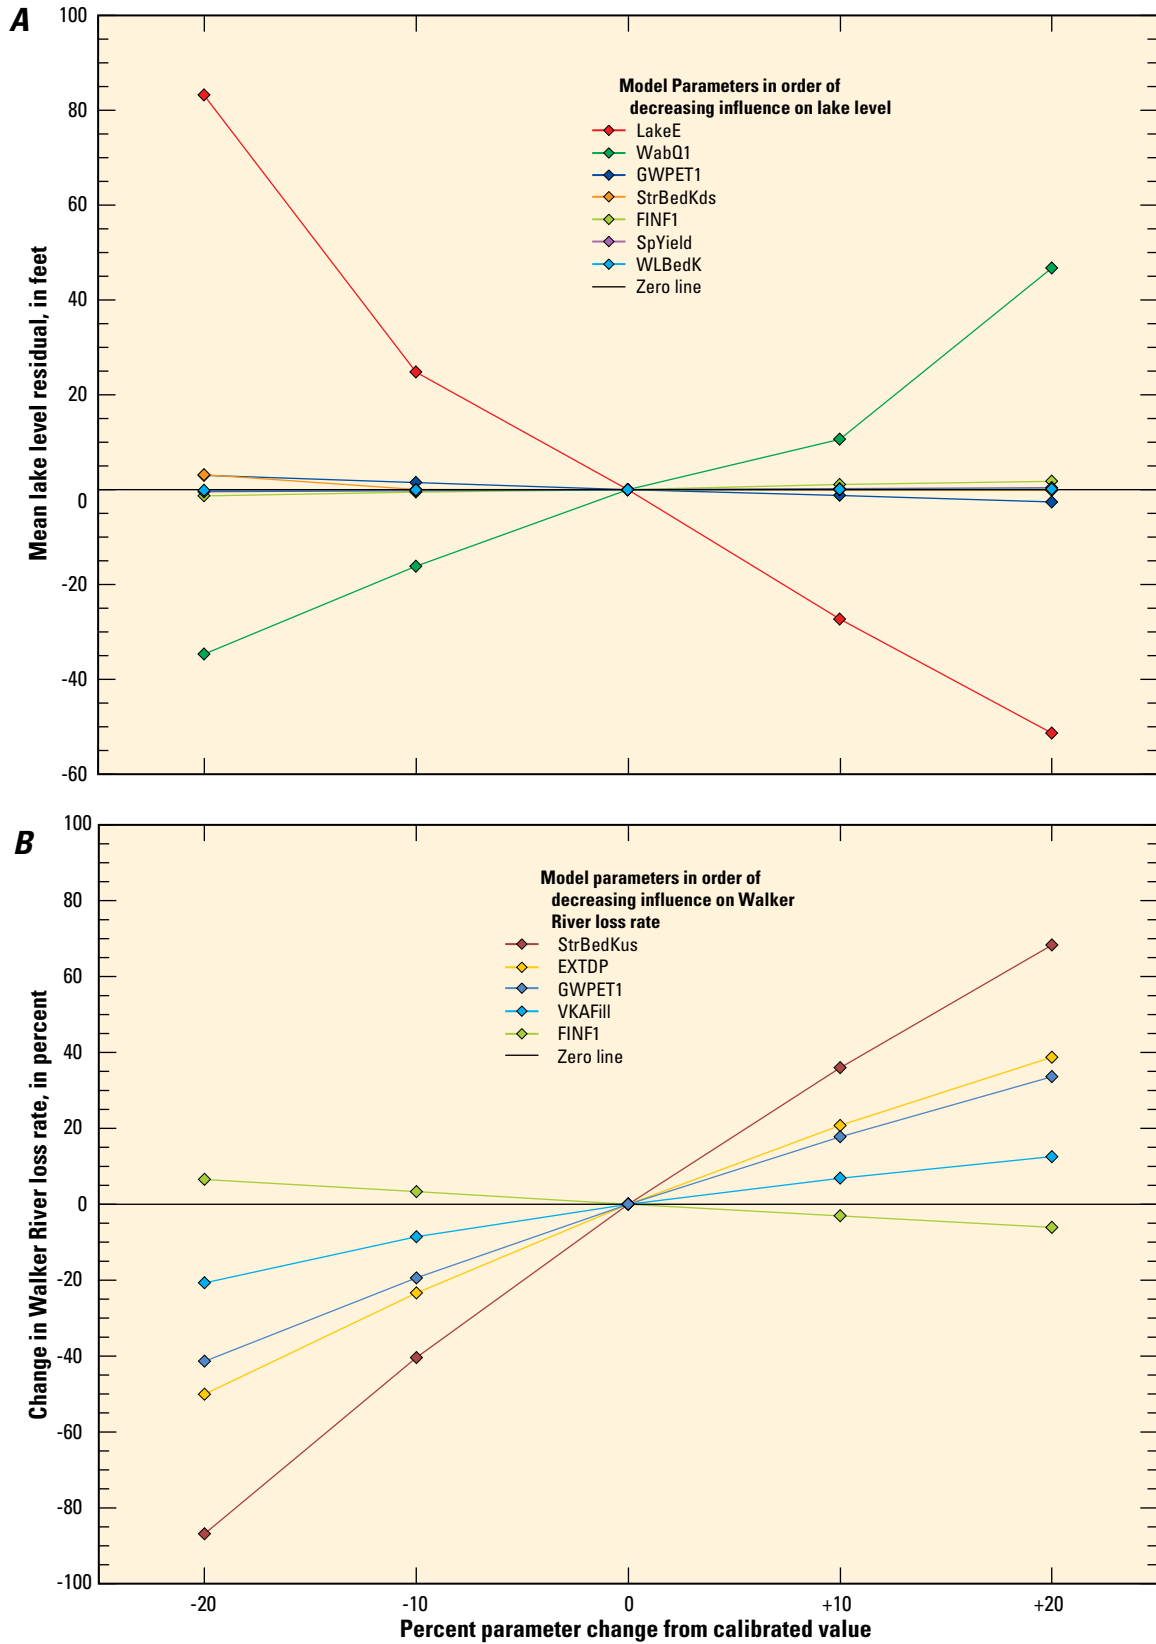 A
100
80
60
40
20
0
-20
-40
-60
Mean lake level residual, in feet
Model Parameters in order of
decreasing influence on lake level
LakeE
WabQ1
GWPET1
StrBedKds
FINF1
SpYield
WLBedK
Zero line
B
100
80
60
40
20
0
-20
-40
-60
-80
-100
Change in Walker River loss rate, in percent
Model parameters in order of
decreasing influence on Walker
River loss rate
StrBedKus
EXTDP
GWPET1
VKAFill
FINF1
Zero line
-20
-10
0
+10
+20
Percent parameter change from calibrated value